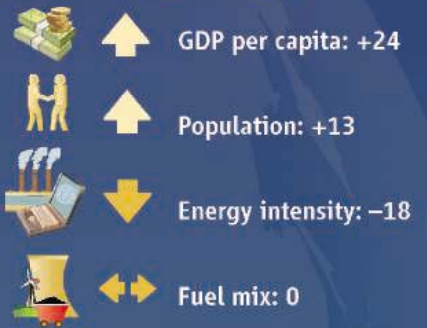 GDP per capita: +24
Population: +13
Energy intensity: –18
Fuel mix: 0